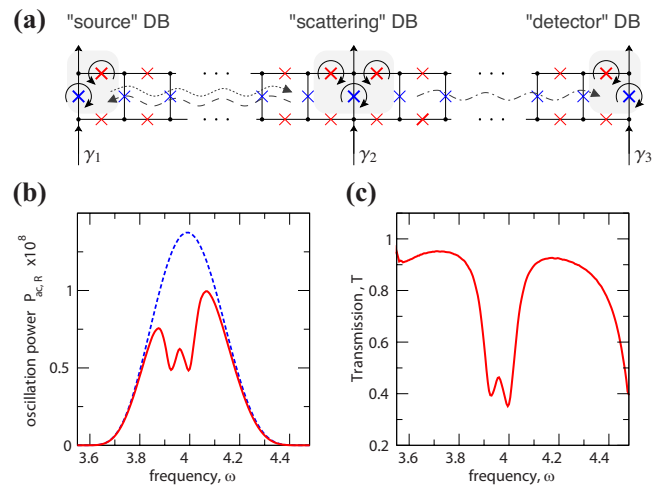 (a)
"source" DB "scattering" DB "detector" DB
. . . . . .
. . . . . .
γ₁ γ₂ γ₃
(b) (c)
oscillation power P_ac, R x10⁸
1
0.5
0
3.6 3.8 4 4.2 4.4
frequency, ω
Transmission , T
1
0.8
0.6
0.4
0.2
3.6 3.8 4 4.2 4.4
frequency, ω